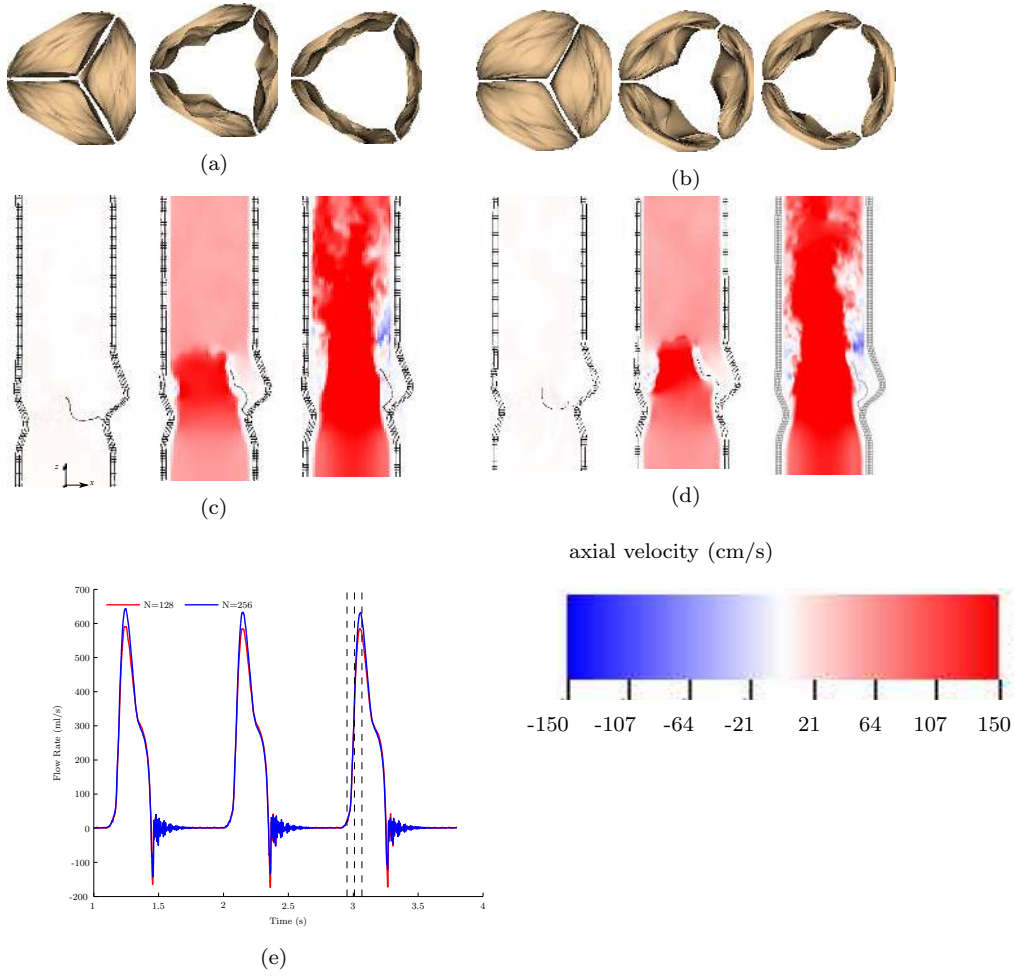 (a)
(b)
z
x
(c)
(d)
axial velocity (cm/s)
-150 -107 -64 -21 21 64 107 150
N=128 N=256
700
600
500
400
300
200
100
0
-100
-200
Flow Rate (ml/s)
1 1.5 2 2.5 3 3.5 4
Time (s)
(e)